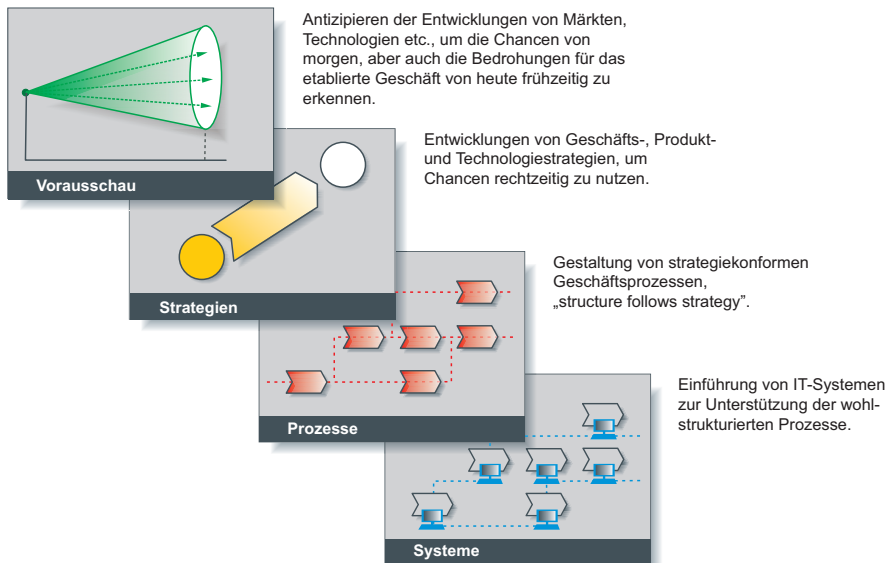 Antizipieren der Entwicklungen von Märkten,
Technologien etc., um die Chancen von
morgen, aber auch die Bedrohungen für das
etablierte Geschäft von heute frühzeitig zu
erkennen.
Vorausschau
Entwicklungen von Geschäfts-, Produkt-
und Technologiestrategien, um
Chancen rechtzeitig zu nutzen.
Strategien
Gestaltung von strategiekonformen
Geschäftsprozessen,
„structure follows strategy”.
Prozesse
Einführung von IT-Systemen
zur Unterstützung der wohl-
strukturierten Prozesse.
Systeme